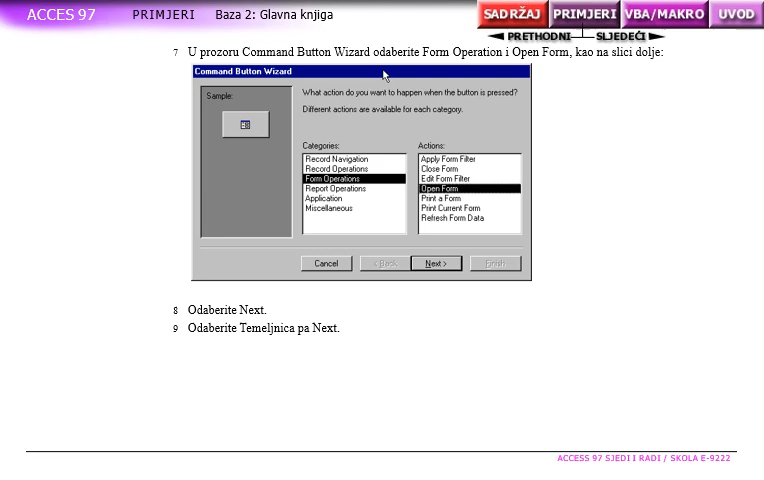 ACCES 97 PRIMJERI Baza 2: Glavna knjiga SADRŽAJ PRIMJERI VBA/MAKRO UVOD
PRETHODNI SLJEDEĆI
7 U prozoru Command Button Wizard odaberite Form Operation i Open Form, kao na slici dolje:
Command Button Wizard
Sample:
What action do you want to happen when the button is pressed?
Different actions are available for each category.
Categories:
Record Navigation
Record Operations
Form Operations
Report Operations
Application
Miscellaneous
Actions:
Apply Form Filter
Close Form
Edit Form Filter
Open Form
Print a Form
Print Current Form
Refresh Form Data
Cancel < Back Next > Finish
8 Odaberite Next.
9 Odaberite Temeljnica pa Next.
ACCESS 97 SJEDI I RADI / SKOLA E-9222